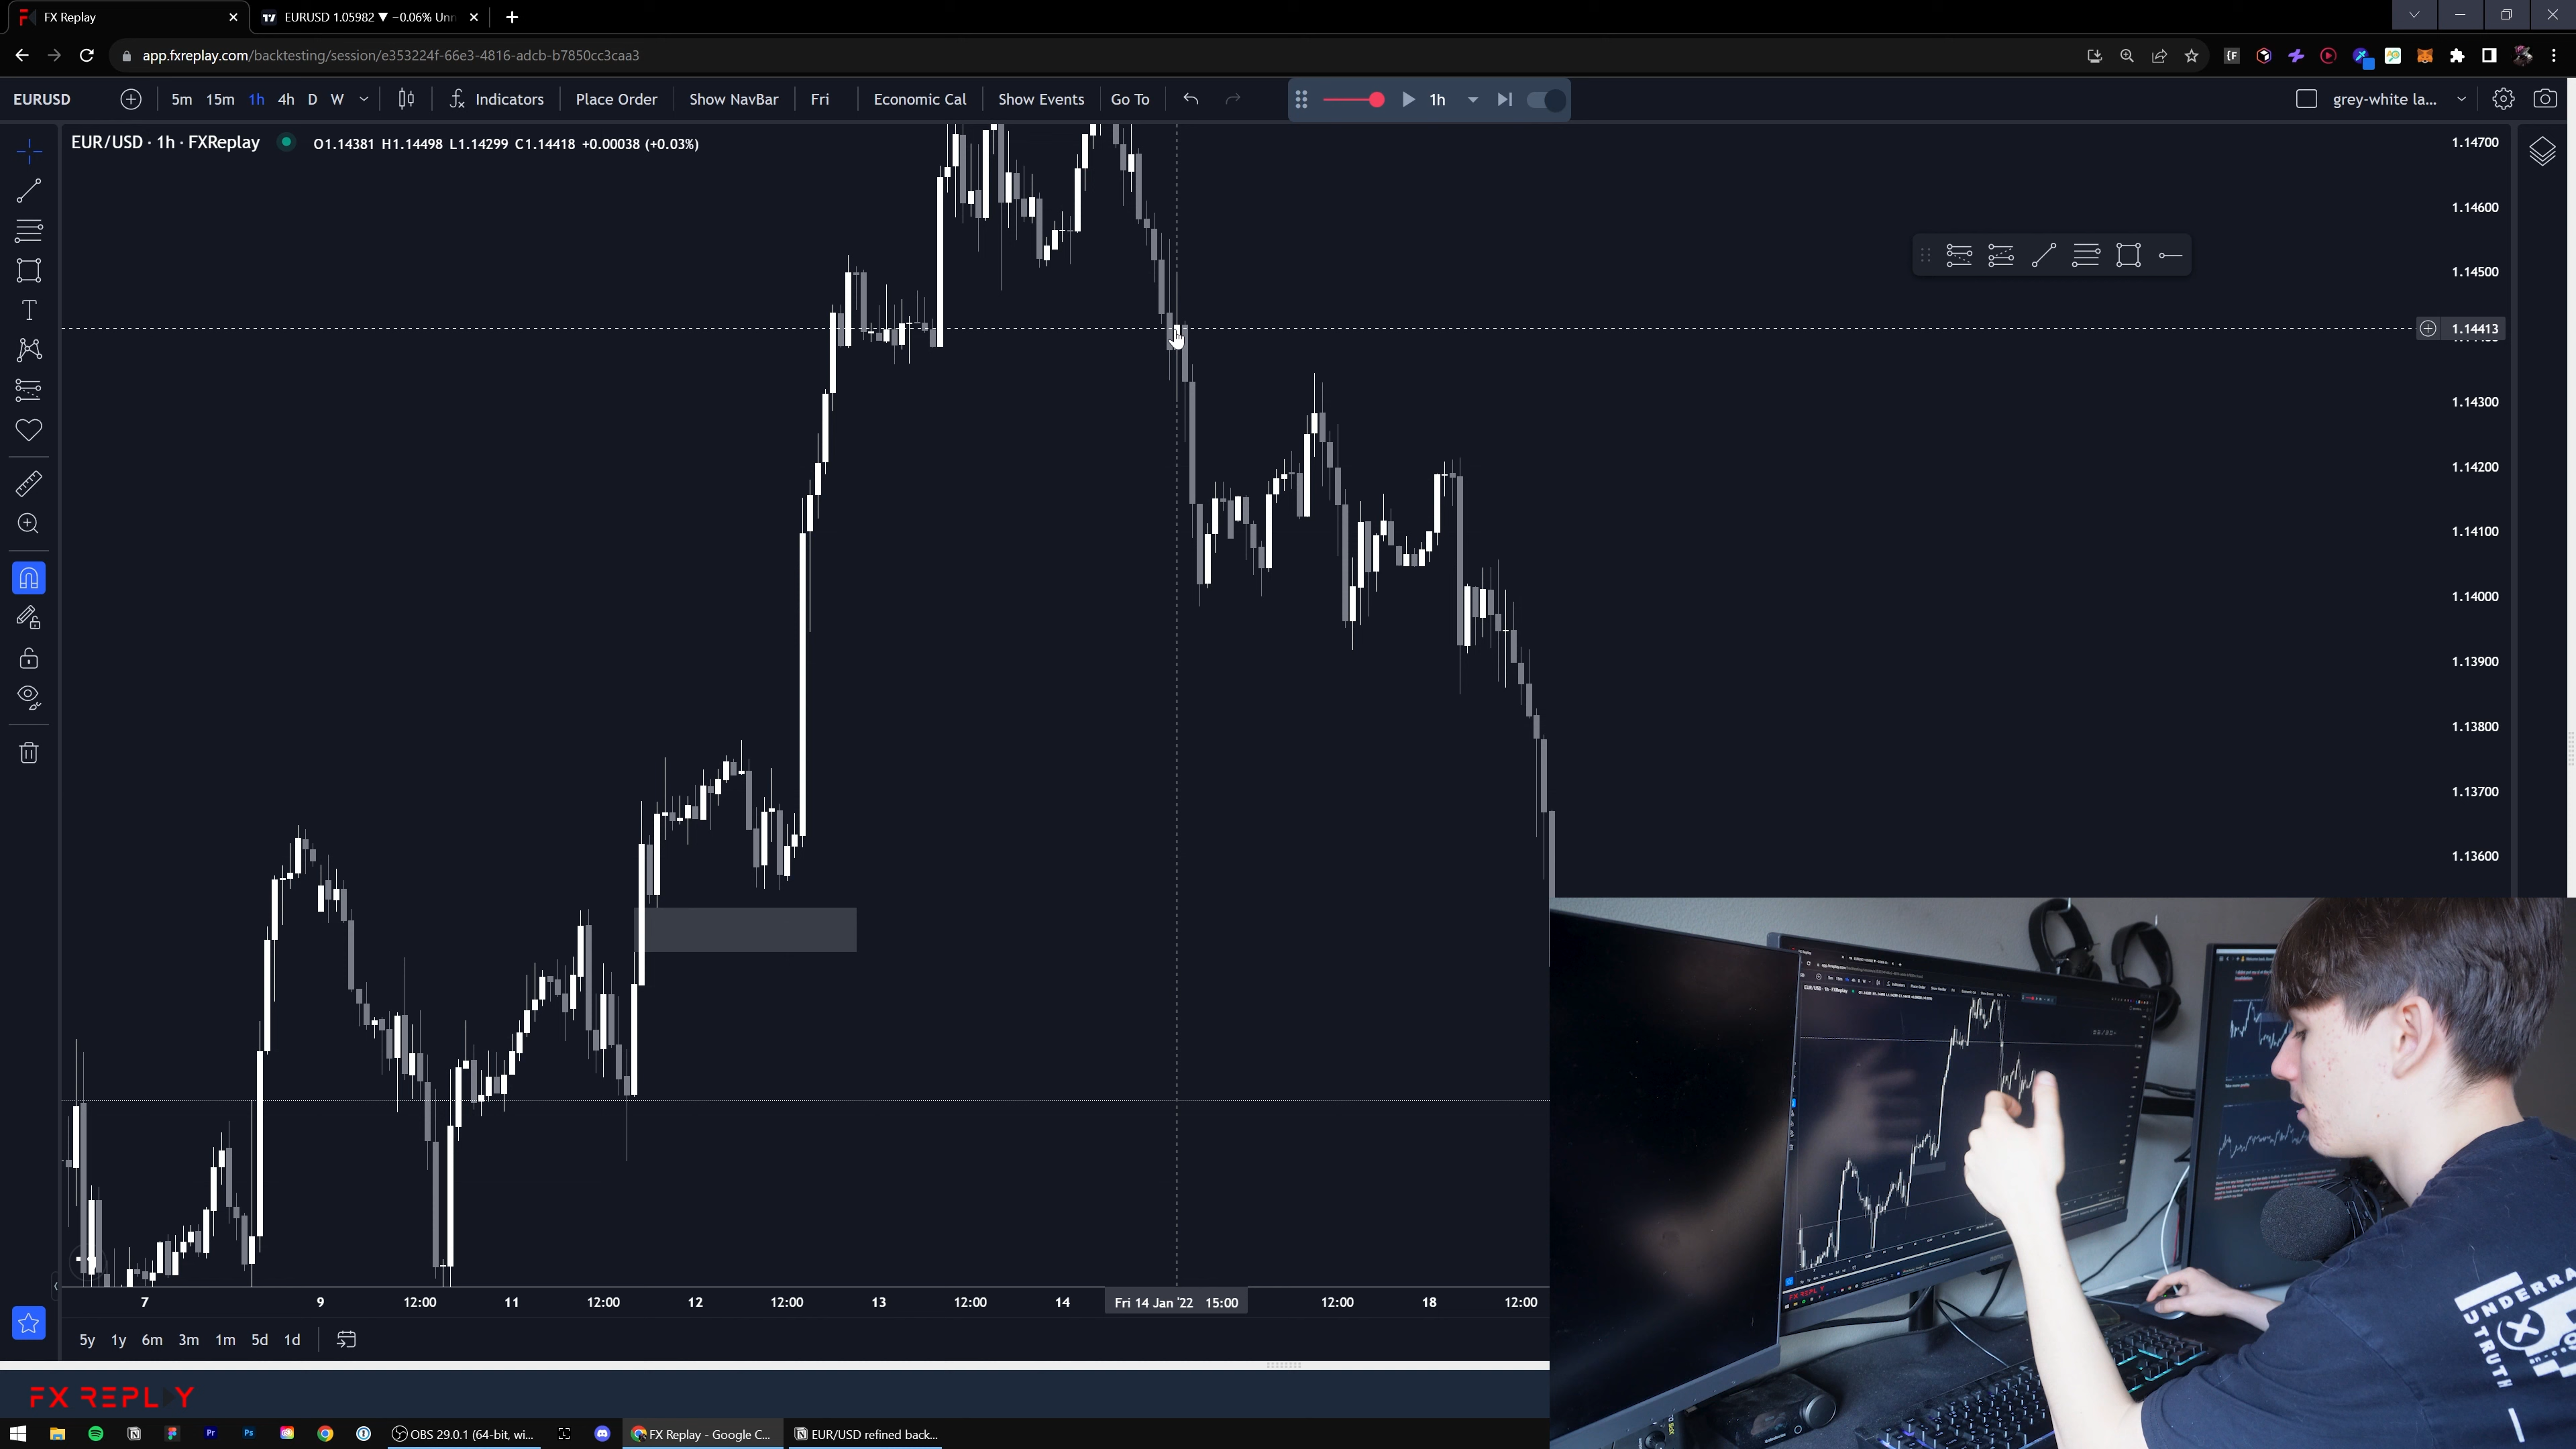 FX Replay
EURUSD 1.05982 ▼ −0.06% Unn
app.fxreplay.com/backtesting/session/e353224f-66e3-4816-adcb-b7850cc3caa3
EURUSD 5m 15m 1h 4h D W Indicators Place Order Show NavBar Fri Economic Cal Show Events Go To 1h grey-white la...
EUR/USD · 1h · FXReplay O1.14381 H1.14498 L1.14299 C1.14418 +0.00038 (+0.03%)
1.14700
1.14600
1.14500
1.14413
1.14300
1.14200
1.14100
1.14000
1.13900
1.13800
1.13700
1.13600
7 9 12:00 11 12:00 12 12:00 13 12:00 14 Fri 14 Jan '22 15:00 12:00 18 12:00
5y 1y 6m 3m 1m 5d 1d
FX REPLAY
OBS 29.0.1 (64-bit, wi... FX Replay - Google C... EUR/USD refined back...
UNDERRA
UTRUTH